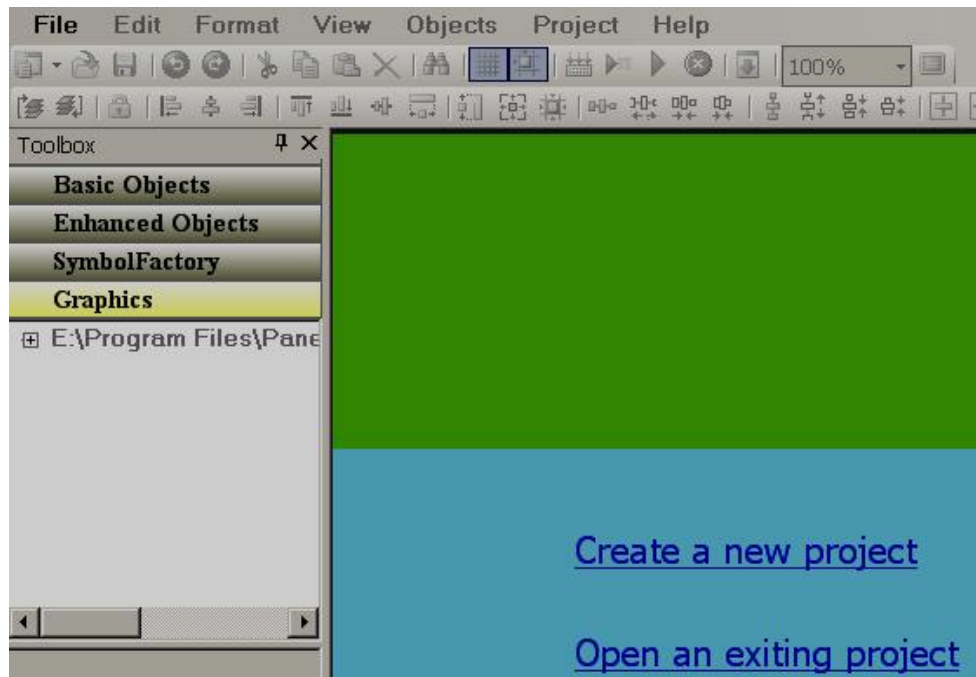 File Edit Format View Objects Project Help
100%
Toolbox
Basic Objects
Enhanced Objects
SymbolFactory
Graphics
E:\Program Files\Pane
Create a new project
Open an exiting project